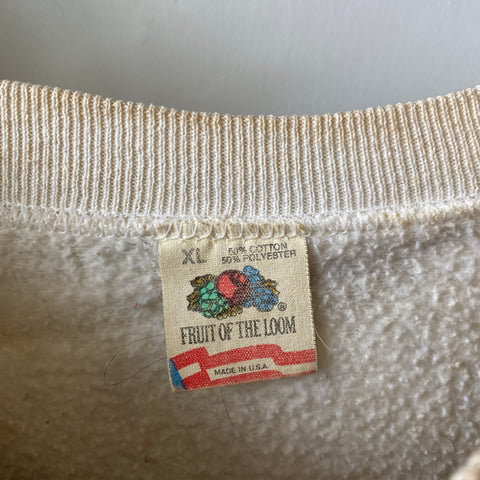 XL 50% COTTON
50% POLYESTER
®
FRUIT OF THE LOOM
MADE IN U.S.A.